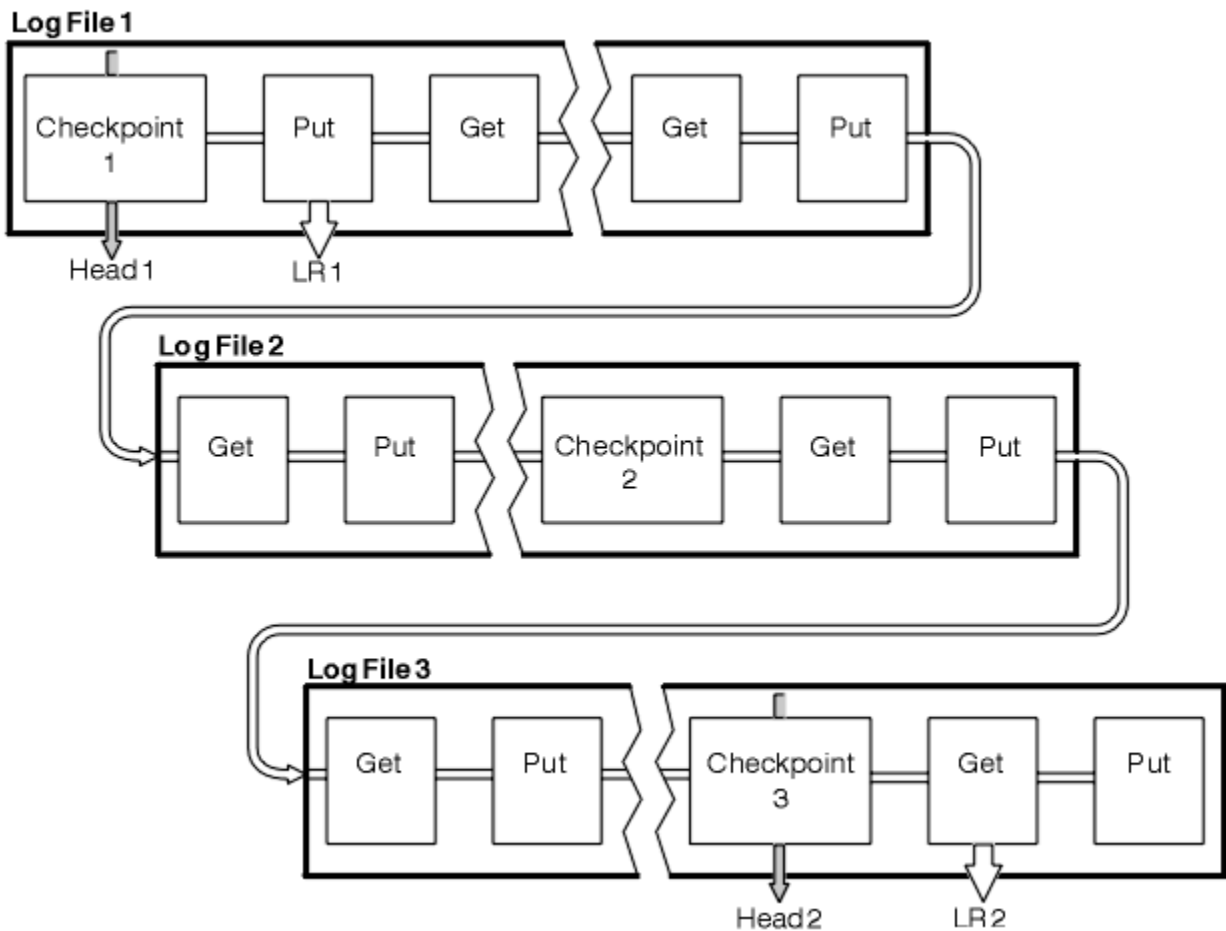 Log File 1
Checkpoint
1
Put
Get
Get
Put
Head 1
LR 1
Log File 2
Get
Put
Checkpoint
2
Get
Put
Log File 3
Get
Put
Checkpoint
3
Get
Put
Head 2
LR 2